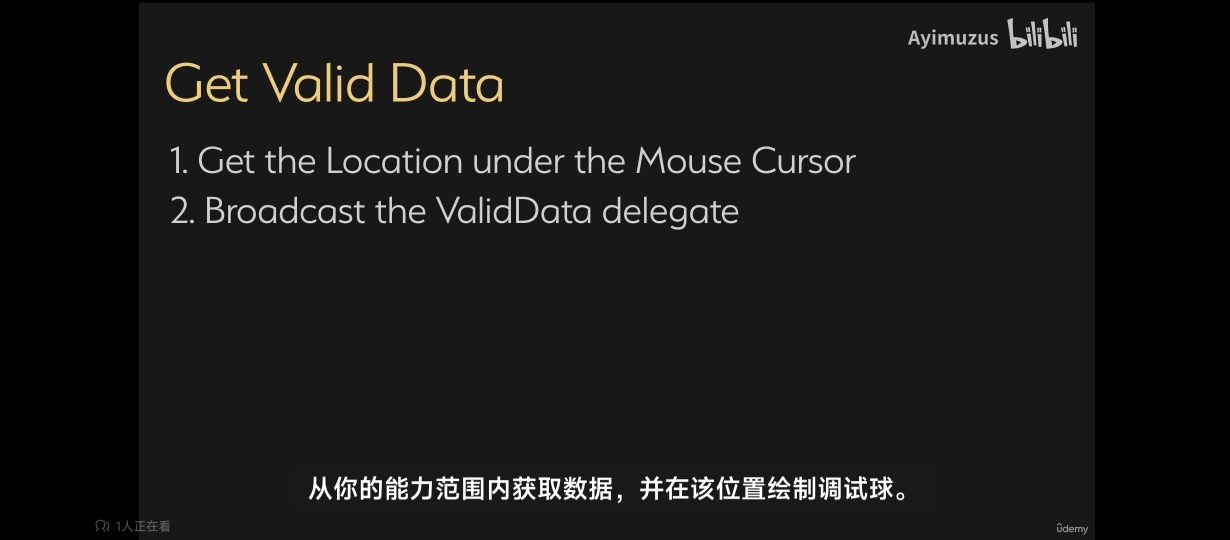 Ayimuzus bilibili
Get Valid Data
1. Get the Location under the Mouse Cursor
2. Broadcast the ValidData delegate
从你的能力范围内获取数据，并在该位置绘制调试球。
1人正在看
udemy